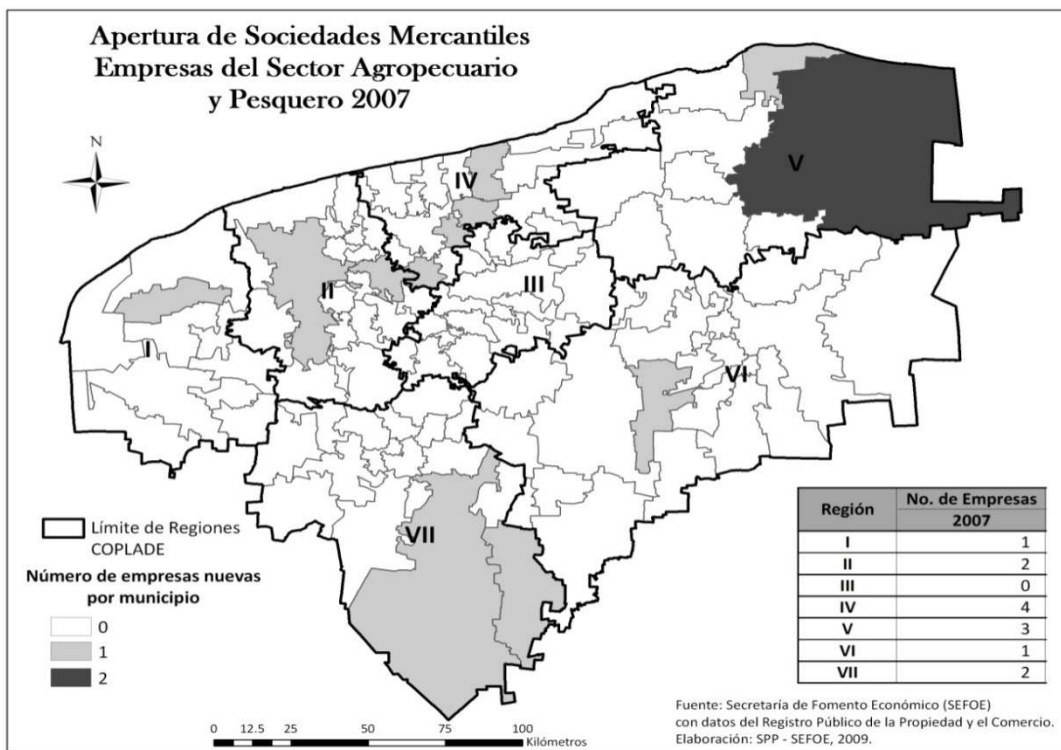 Apertura de Sociedades Mercantiles
Empresas del Sector Agropecuario
y Pesquero 2007
N
V
IV
III
II
I
VI
VII
Límite de Regiones
COPLADE
Número de empresas nuevas
por municipio
0
1
2
Región No. de Empresas
2007
I 1
II 2
III 0
IV 4
V 3
VI 1
VII 2
0 12.5 25 50 75 100
Kilómetros
Fuente: Secretaría de Fomento Económico (SEFOE)
con datos del Registro Público de la Propiedad y el Comercio.
Elaboración: SPP - SEFOE, 2009.